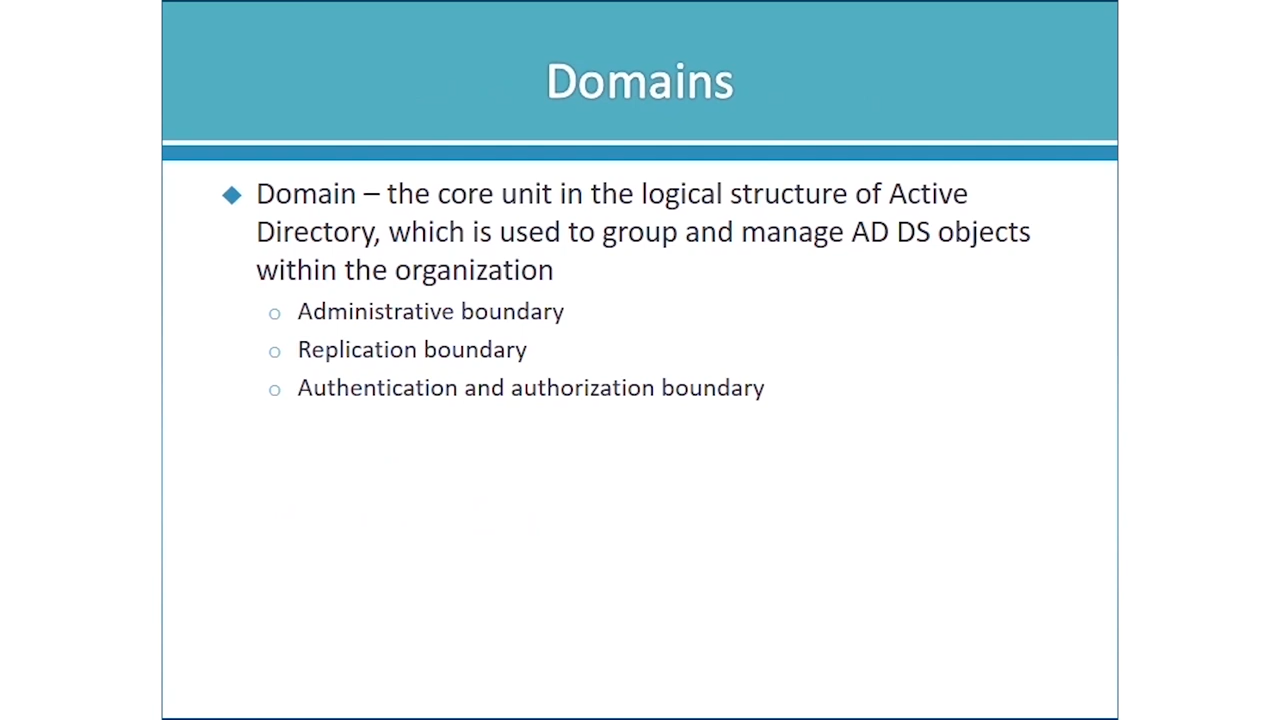 Domains
Domain – the core unit in the logical structure of Active
Directory, which is used to group and manage AD DS objects
within the organization
Administrative boundary
Replication boundary
Authentication and authorization boundary